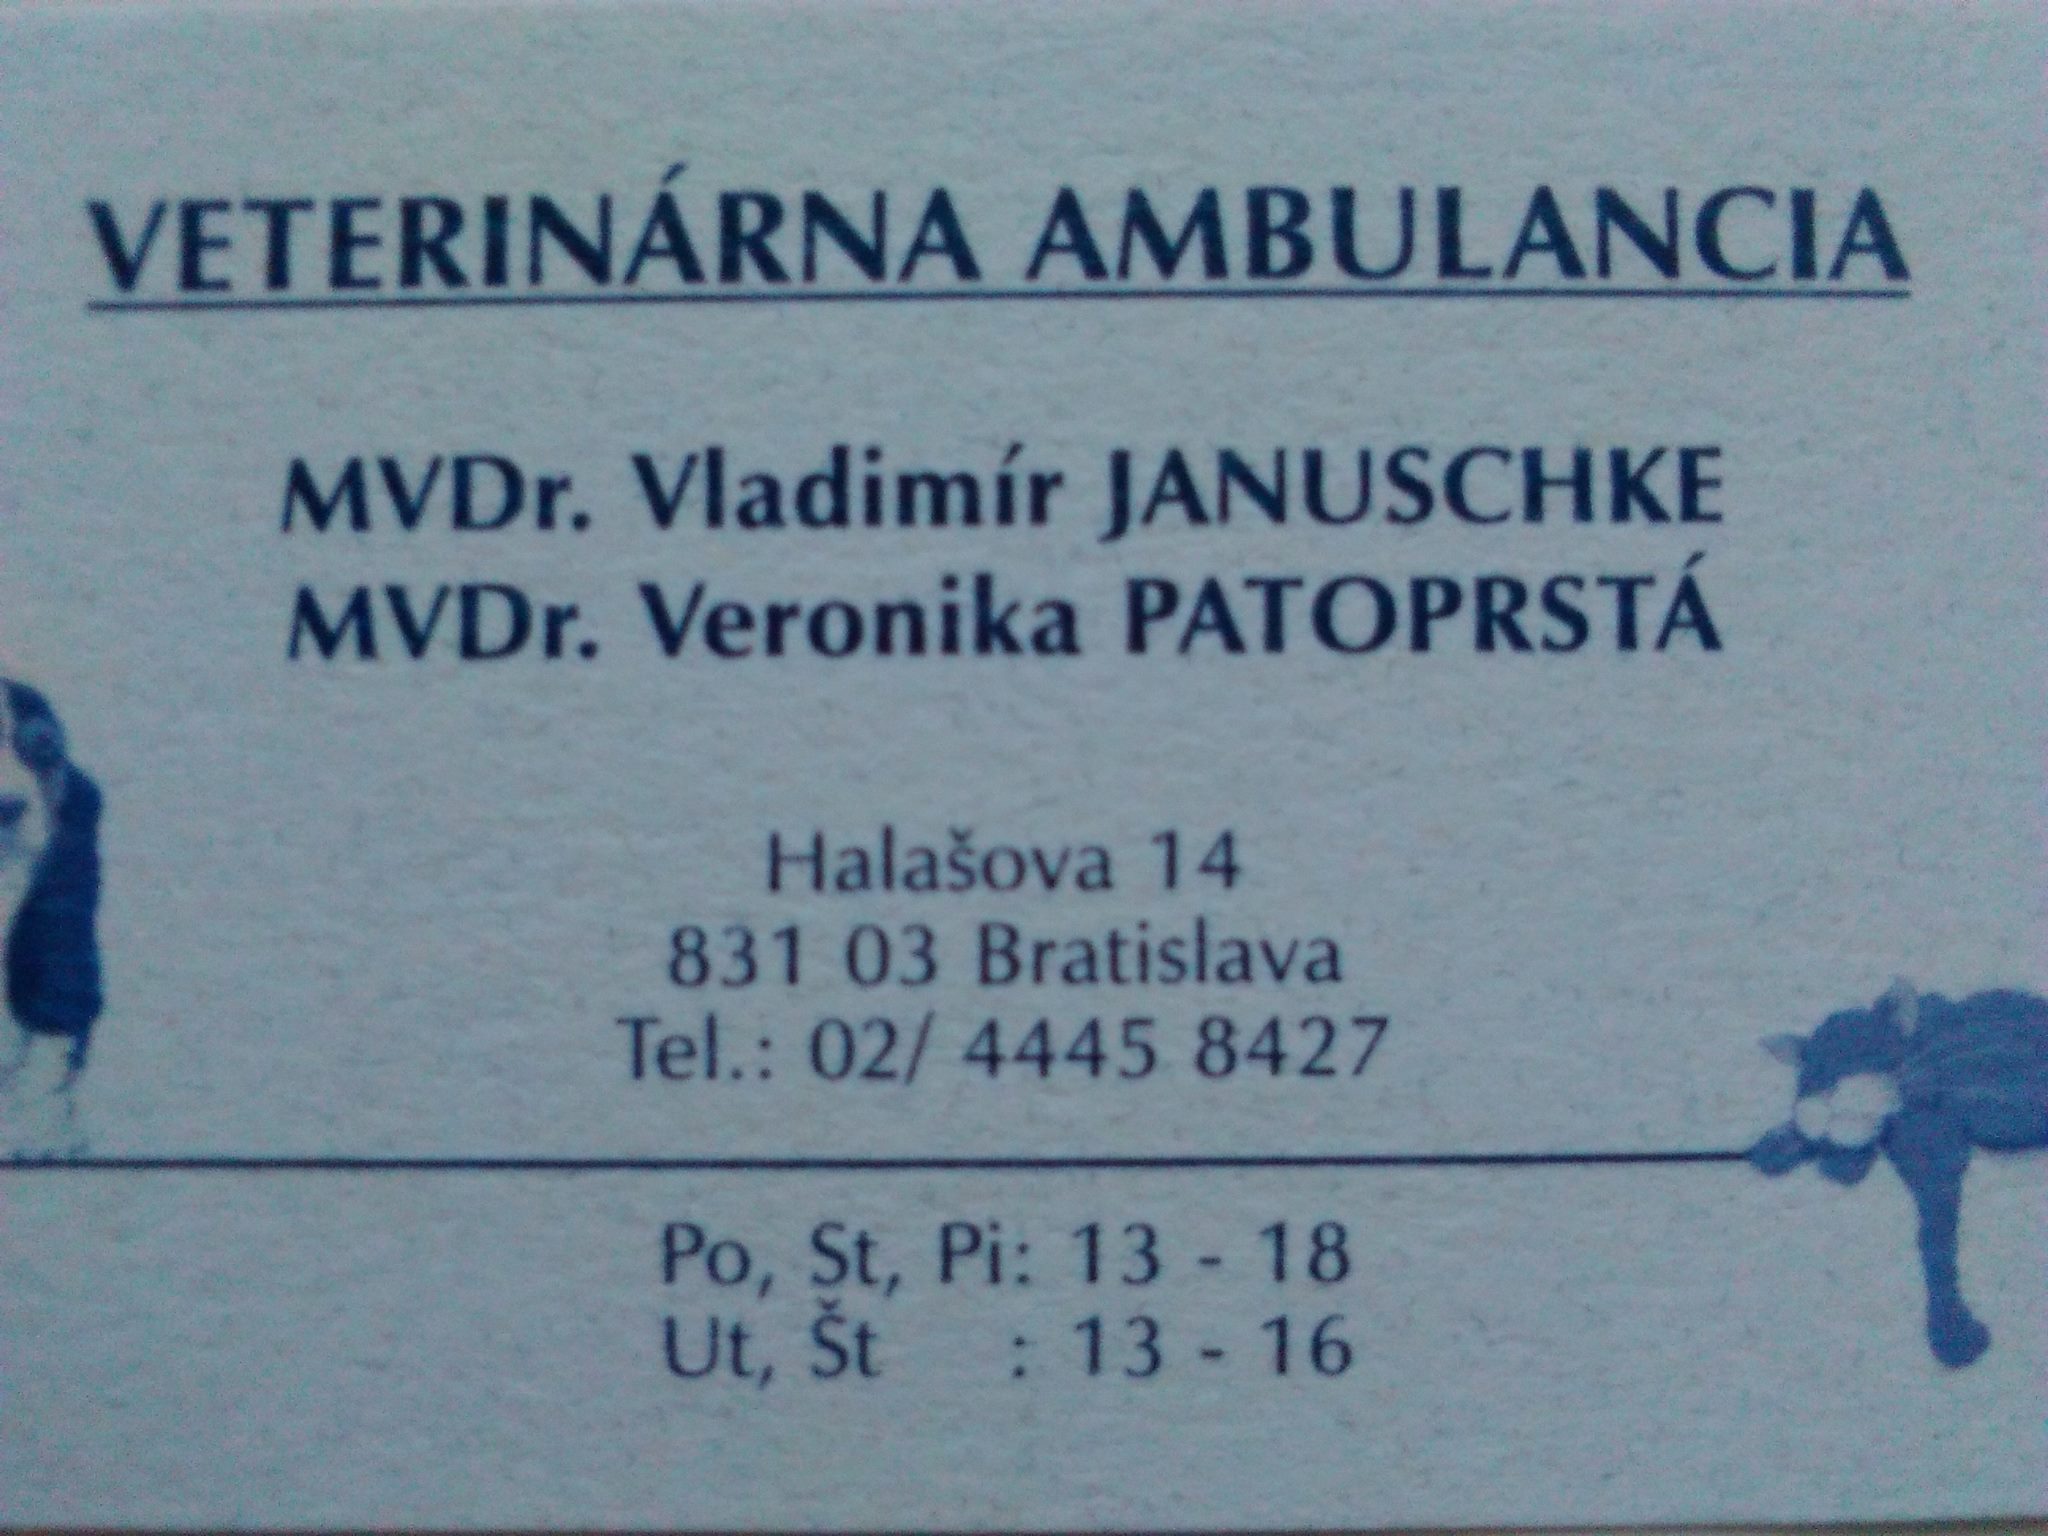 VETERINÁRNA AMBULANCIA
MVDr. Vladimír JANUSCHKE
MVDr. Veronika PATOPRSTÁ
Halašova 14
831 03 Bratislava
Tel.: 02/ 4445 8427
Po, St, Pi: 13 - 18
Ut, Št : 13 - 16